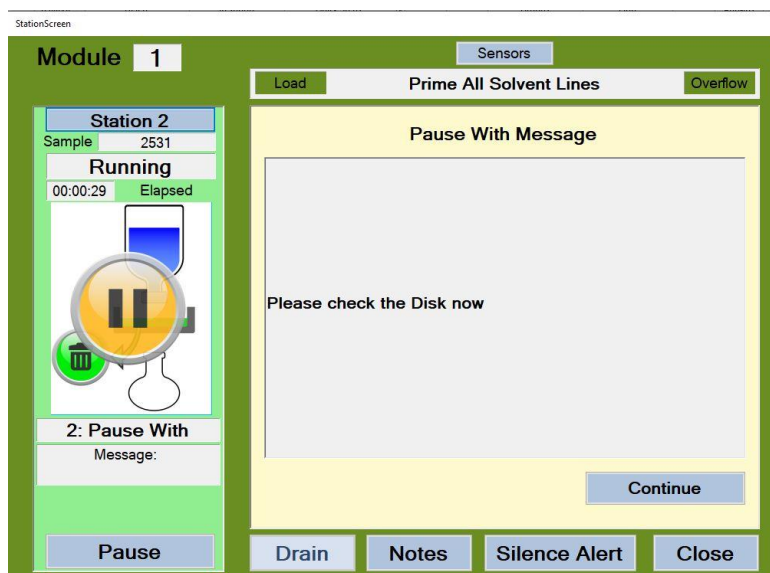 StationScreen
Module 1
Sensors
Load
Prime All Solvent Lines
Overflow
Station 2
Sample 2531
Running
00:00:29 Elapsed
2: Pause With
Message:
Pause
Pause With Message
Please check the Disk now
Continue
Drain
Notes
Silence Alert
Close